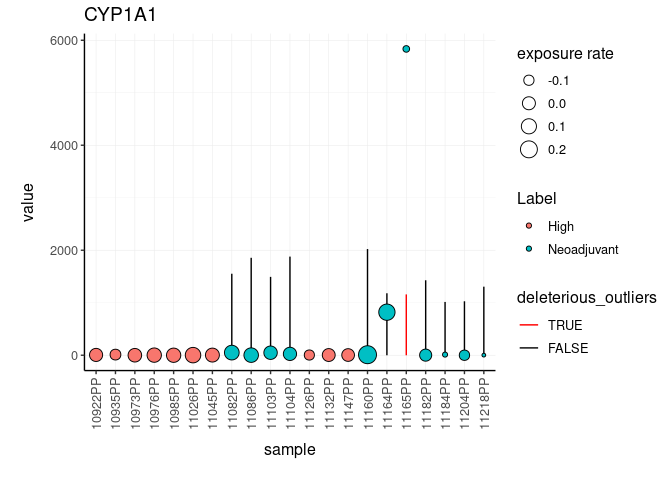 CYP1A1
6000
4000
2000
0
value
10922PP
10935PP
10973PP
10976PP
10985PP
11026PP
11045PP
11082PP
11086PP
11103PP
11104PP
11126PP
11132PP
11147PP
11160PP
11164PP
11165PP
11182PP
11184PP
11204PP
11218PP
sample
exposure rate
-0.1
0.0
0.1
0.2
Label
High
Neoadjuvant
deleterious_outliers
TRUE
FALSE